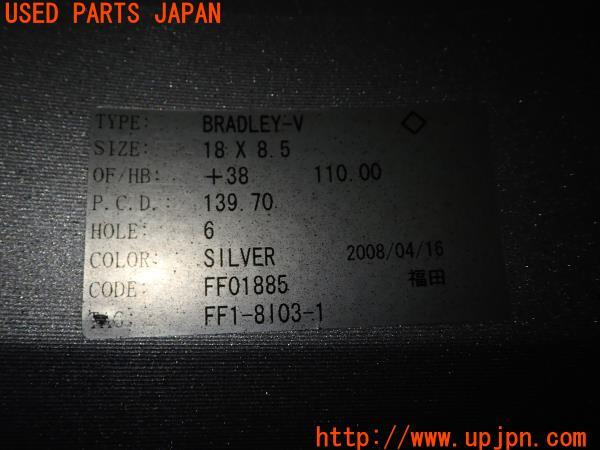 USED PARTS JAPAN
TYPE: BRADLEY-V
SIZE: 18 X 8.5
OF/HB: +38 110.00
P.C.D.: 139.70
HOLE: 6
COLOR: SILVER 2008/04/16
CODE: FF01885 福田
FF1-8I03-1
http://www.upjpn.com/